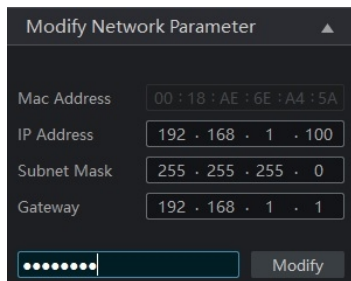 Modify Network Parameter ▲
Mac Address 00 : 18 : AE : 6E : A4 : 5A
IP Address 192 . 168 . 1 . 100
Subnet Mask 255 . 255 . 255 . 0
Gateway 192 . 168 . 1 . 1
●●●●●●●● Modify